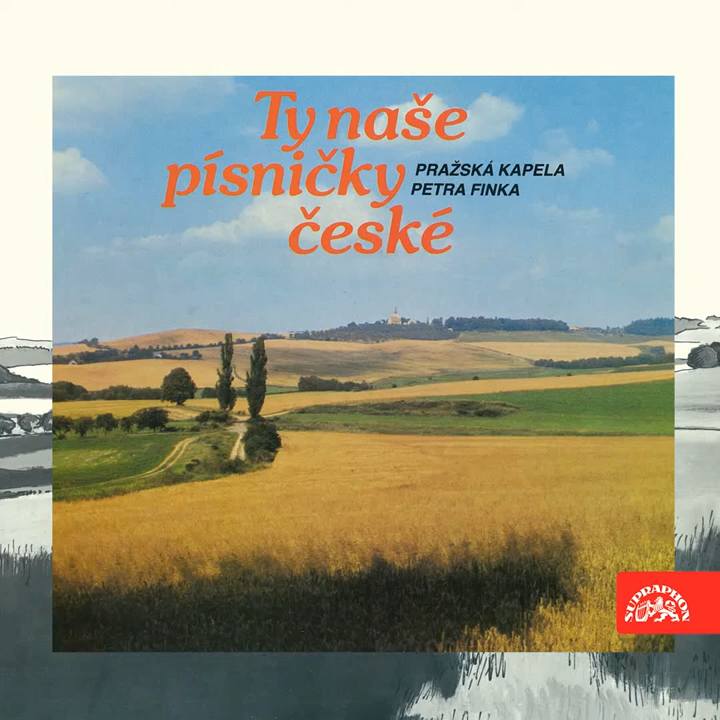 Ty naše
písničky
české
PRAŽSKÁ KAPELA
PETRA FINKA
SUPRAPHON